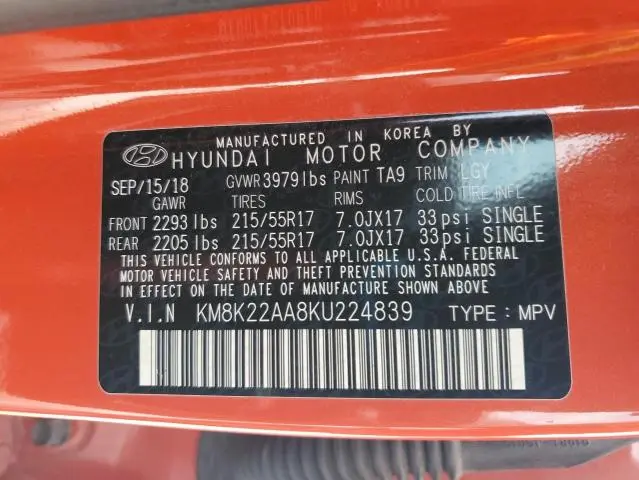 MANUFACTURED IN KOREA BY
HYUNDAI MOTOR COMPANY
SEP/15/18 GVWR 3979 lbs PAINT TA9 TRIM LGY
GAWR TIRES RIMS COLD TIRE INFL
FRONT 2293 lbs 215/55R17 7.0JX17 33psi SINGLE
REAR 2205 lbs 215/55R17 7.0JX17 33psi SINGLE
THIS VEHICLE CONFORMS TO ALL APPLICABLE U.S.A. FEDERAL
MOTOR VEHICLE SAFETY AND THEFT PREVENTION STANDARDS
IN EFFECT ON THE DATE OF MANUFACTURE SHOWN ABOVE
V.I.N KM8K22AA8KU224839 TYPE: MPV